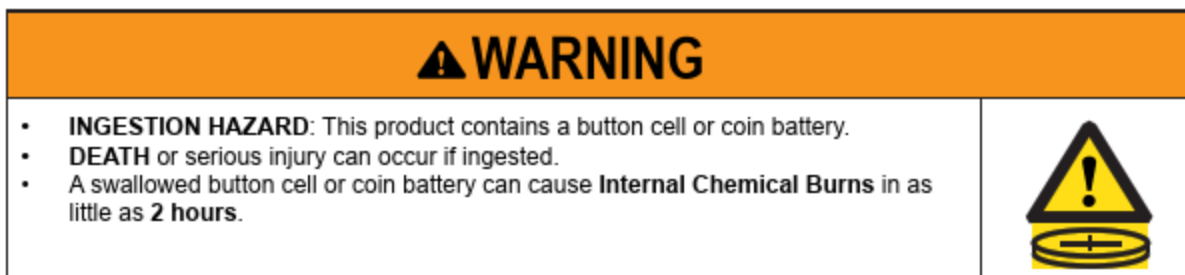 WARNING
• INGESTION HAZARD: This product contains a button cell or coin battery.
• DEATH or serious injury can occur if ingested.
• A swallowed button cell or coin battery can cause Internal Chemical Burns in as
little as 2 hours.